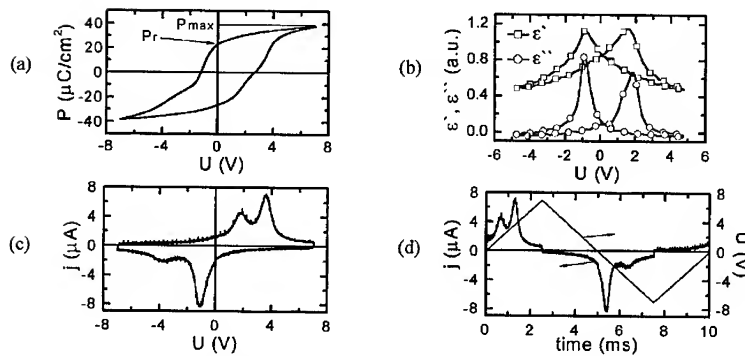 (a)
P (µC/cm²)
40
20
0
-20
-40
Pmax
Pr
-8
-4
0
4
8
U (V)
(b)
ε`, ε`` (a.u.)
1.2
0.8
0.4
0.0
ε`
ε``
-6
-4
-2
0
2
4
6
U (V)
(c)
j (µA)
8
4
0
-4
-8
-8
-4
0
4
8
U (V)
(d)
j (µA)
8
4
0
-4
-8
8
4
0
-4
-8
U (V)
0
2
4
6
8
10
time (ms)